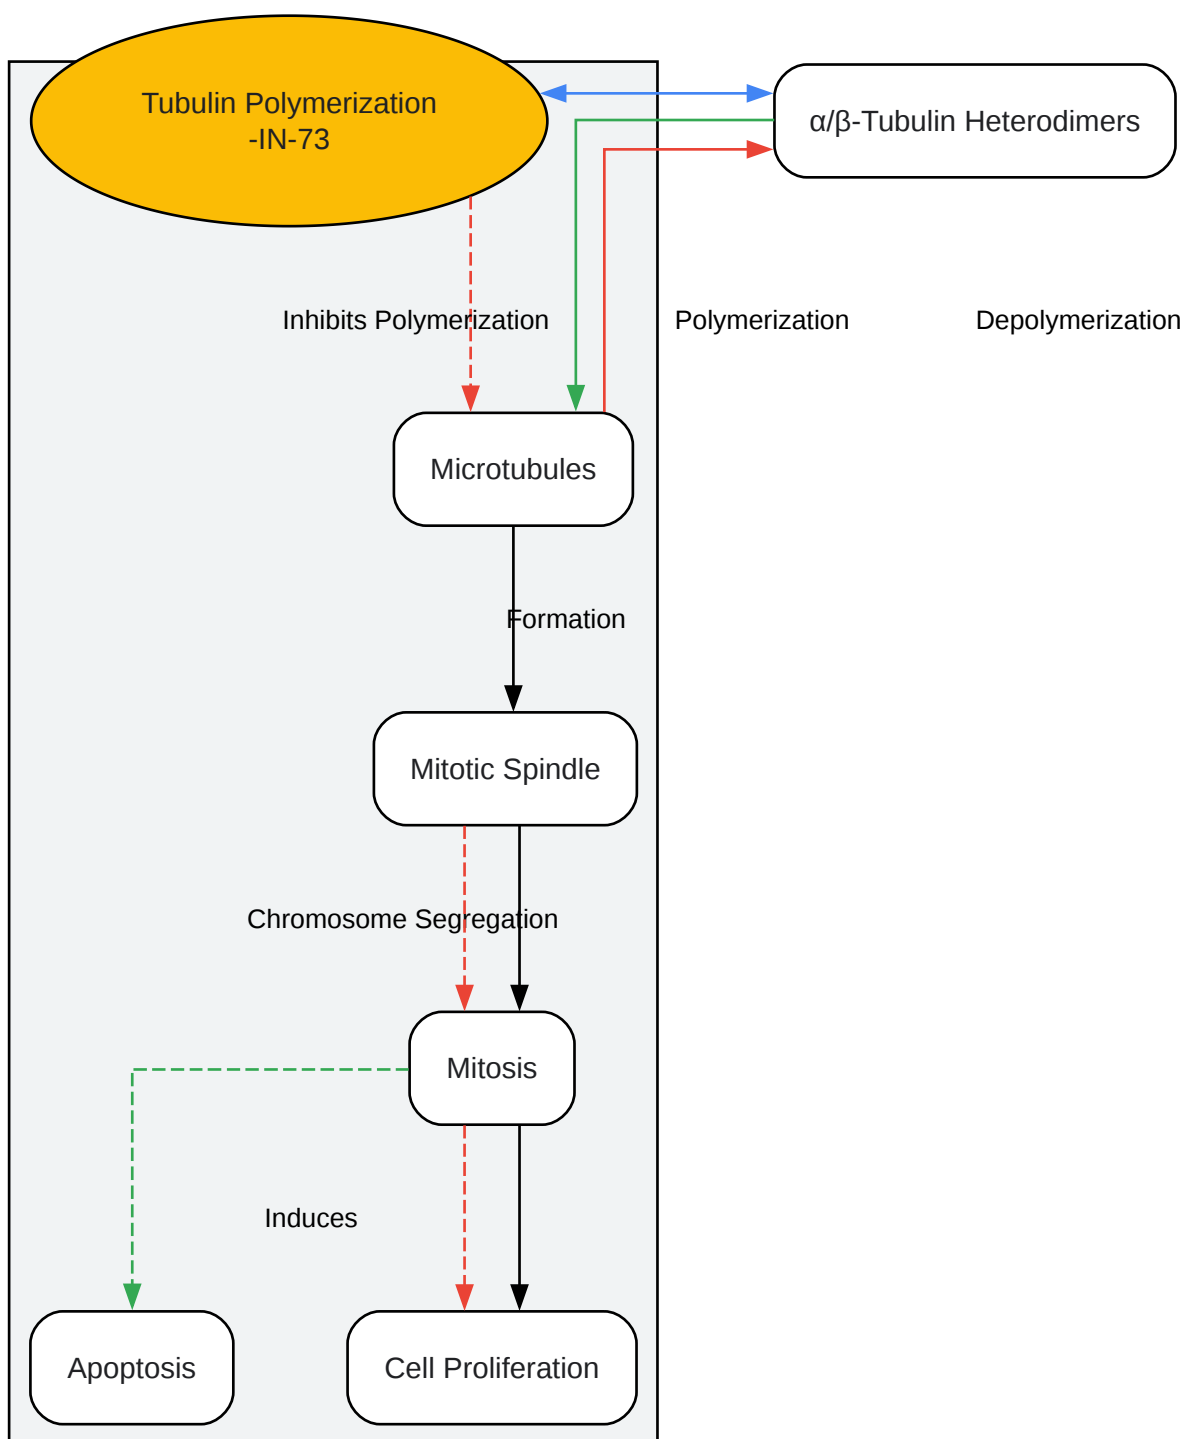 Tubulin Polymerization
-IN-73
α/β-Tubulin Heterodimers
Inhibits Polymerization
Polymerization
Depolymerization
Microtubules
Formation
Mitotic Spindle
Chromosome Segregation
Mitosis
Induces
Apoptosis
Cell Proliferation